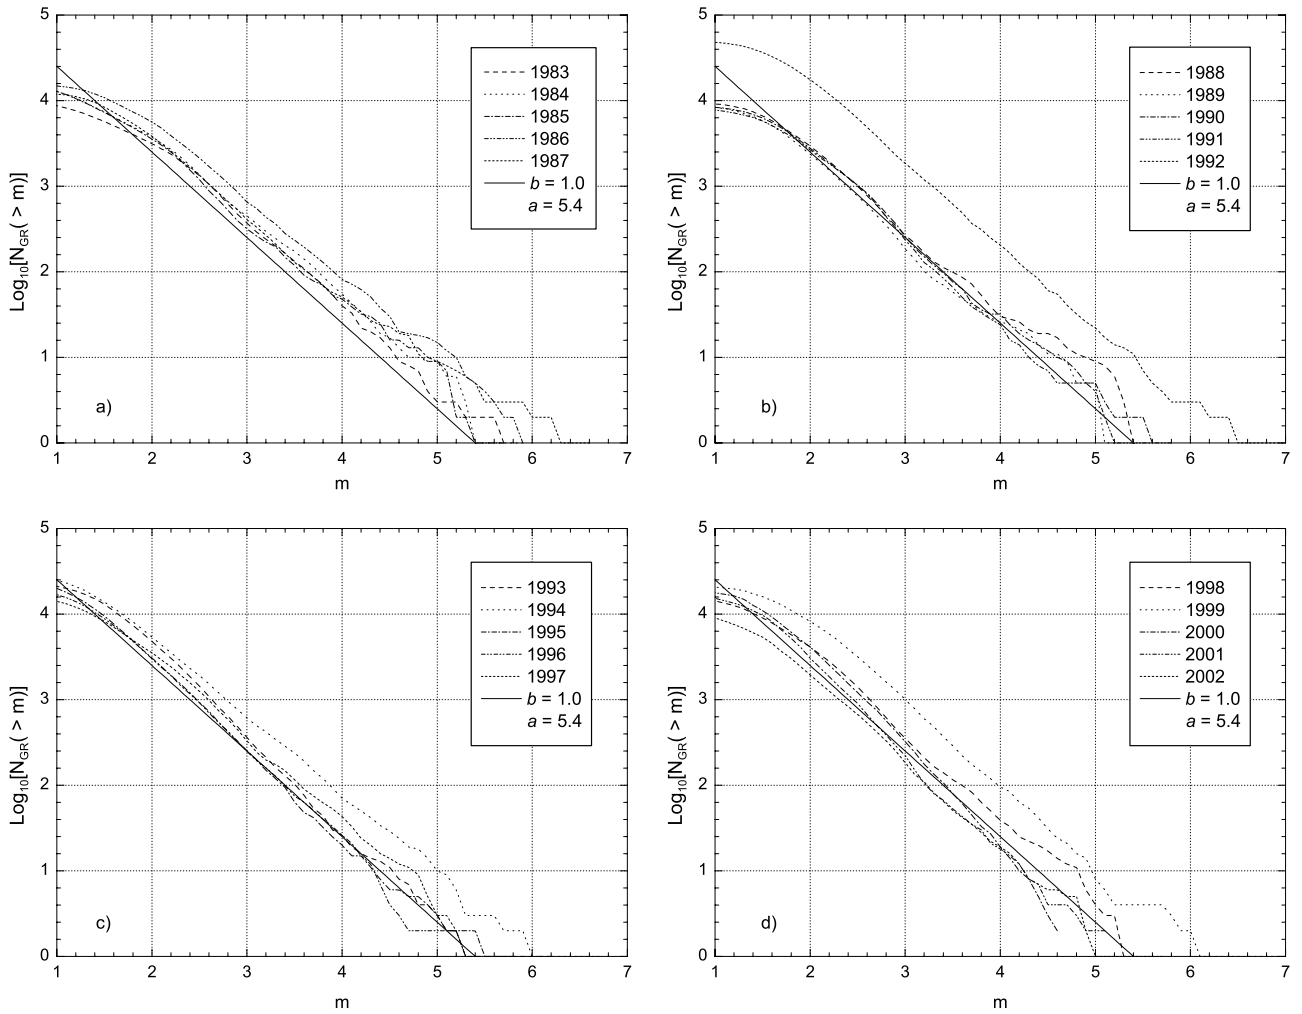 5
4
3
2
1
0
Log10[NGR( > m)]
1983
1984
1985
1986
1987
b = 1.0
a = 5.4
a)
1 2 3 4 5 6 7
m
5
4
3
2
1
0
Log10[NGR( > m)]
1988
1989
1990
1991
1992
b = 1.0
a = 5.4
b)
1 2 3 4 5 6 7
m
5
4
3
2
1
0
Log10[NGR( > m)]
1993
1994
1995
1996
1997
b = 1.0
a = 5.4
c)
1 2 3 4 5 6 7
m
5
4
3
2
1
0
Log10[NGR( > m)]
1998
1999
2000
2001
2002
b = 1.0
a = 5.4
d)
1 2 3 4 5 6 7
m